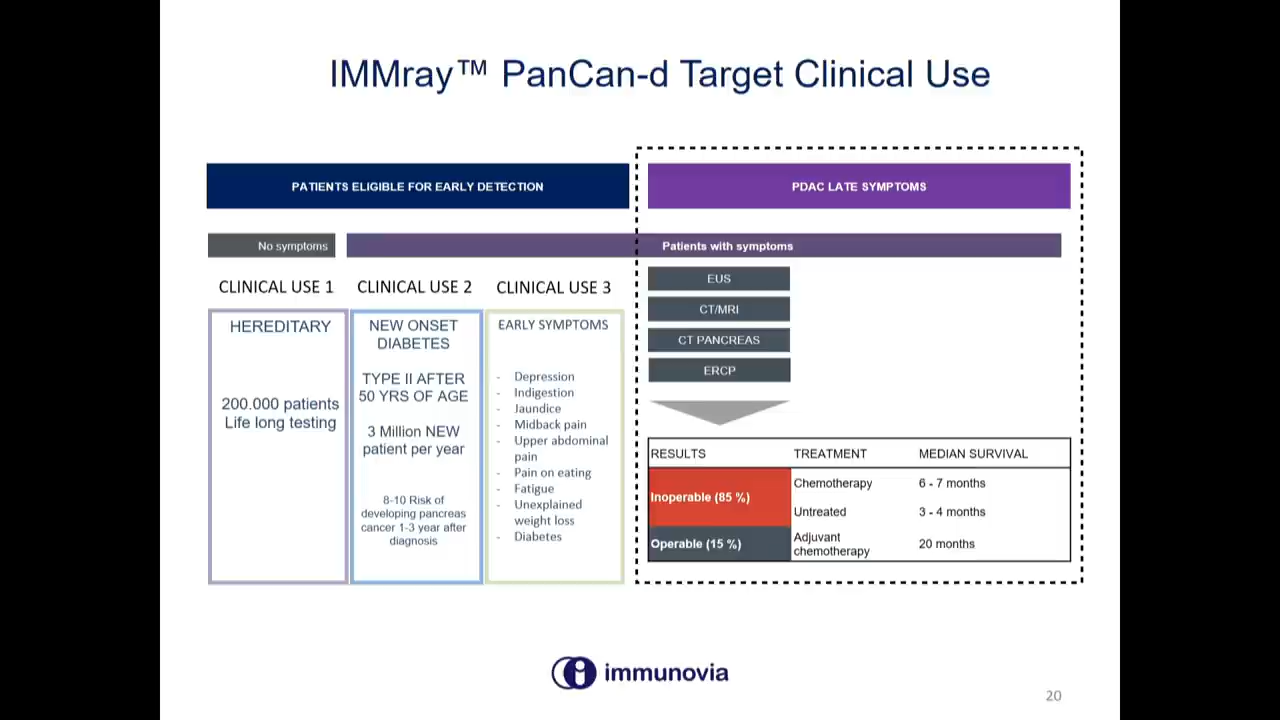 IMMray™ PanCan-d Target Clinical Use
PATIENTS ELIGIBLE FOR EARLY DETECTION
PDAC LATE SYMPTOMS
No symptoms
Patients with symptoms
CLINICAL USE 1
CLINICAL USE 2
CLINICAL USE 3
HEREDITARY
200.000 patients
Life long testing
NEW ONSET
DIABETES
TYPE II AFTER
50 YRS OF AGE
3 Million NEW
patient per year
8-10 Risk of
developing pancreas
cancer 1-3 year after
diagnosis
EARLY SYMPTOMS
- Depression
- Indigestion
- Jaundice
- Midback pain
- Upper abdominal
pain
- Pain on eating
- Fatigue
- Unexplained
weight loss
- Diabetes
EUS
CT/MRI
CT PANCREAS
ERCP
RESULTS TREATMENT MEDIAN SURVIVAL
Inoperable (85 %)
Chemotherapy 6 - 7 months
Untreated 3 - 4 months
Operable (15 %)
Adjuvant
chemotherapy
20 months
immunovia
20